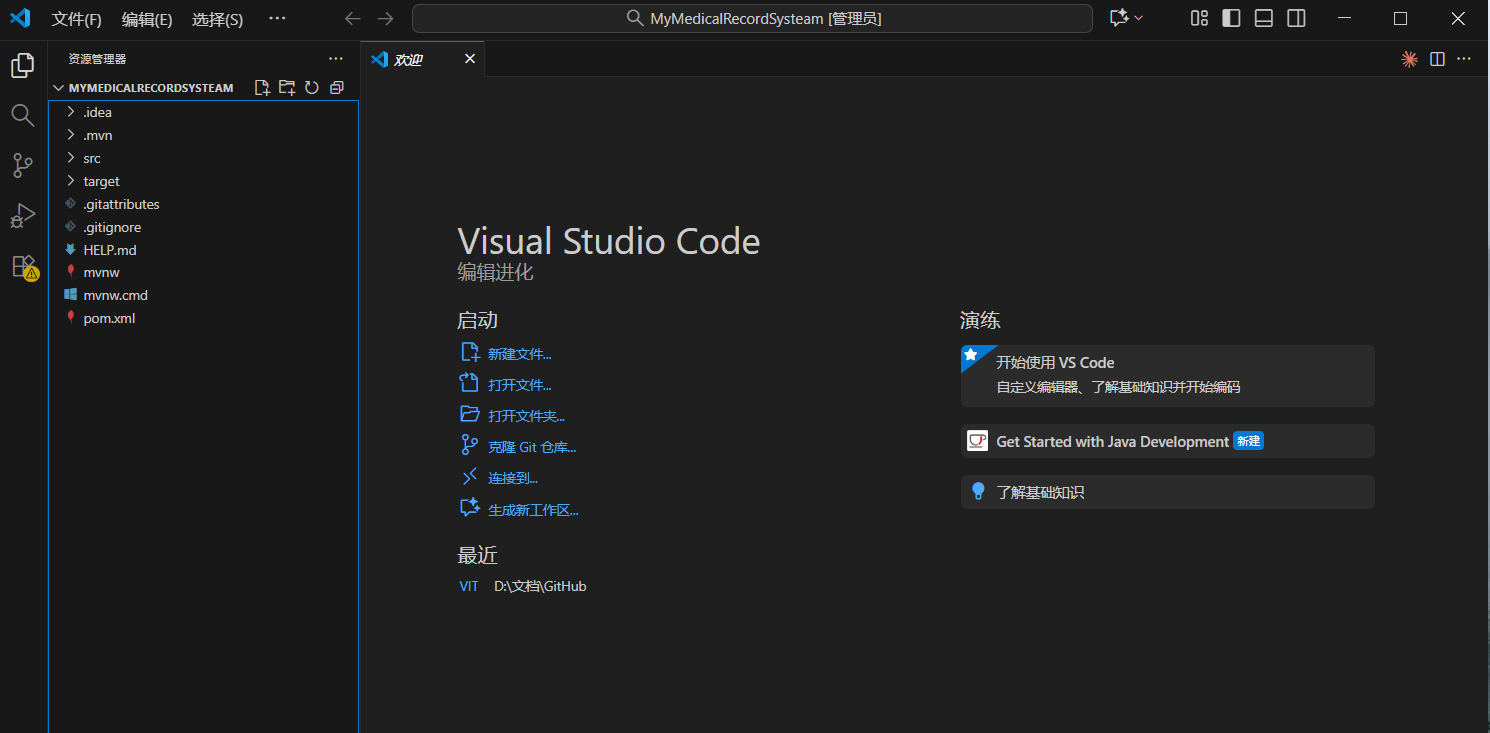 文件(F) 编辑(E) 选择(S) ··· MyMedicalRecordSysteam [管理员]
资源管理器 ···
MYMEDICALRECORDSYSTEAM
.idea
.mvn
src
target
.gitattributes
.gitignore
HELP.md
mvnw
mvnw.cmd
pom.xml
欢迎
Visual Studio Code
编辑进化
启动
新建文件...
打开文件...
打开文件夹...
克隆 Git 仓库...
连接到...
生成新工作区...
最近
VIT D:\文档\GitHub
演练
开始使用 VS Code
自定义编辑器、了解基础知识并开始编码
Get Started with Java Development 新建
了解基础知识